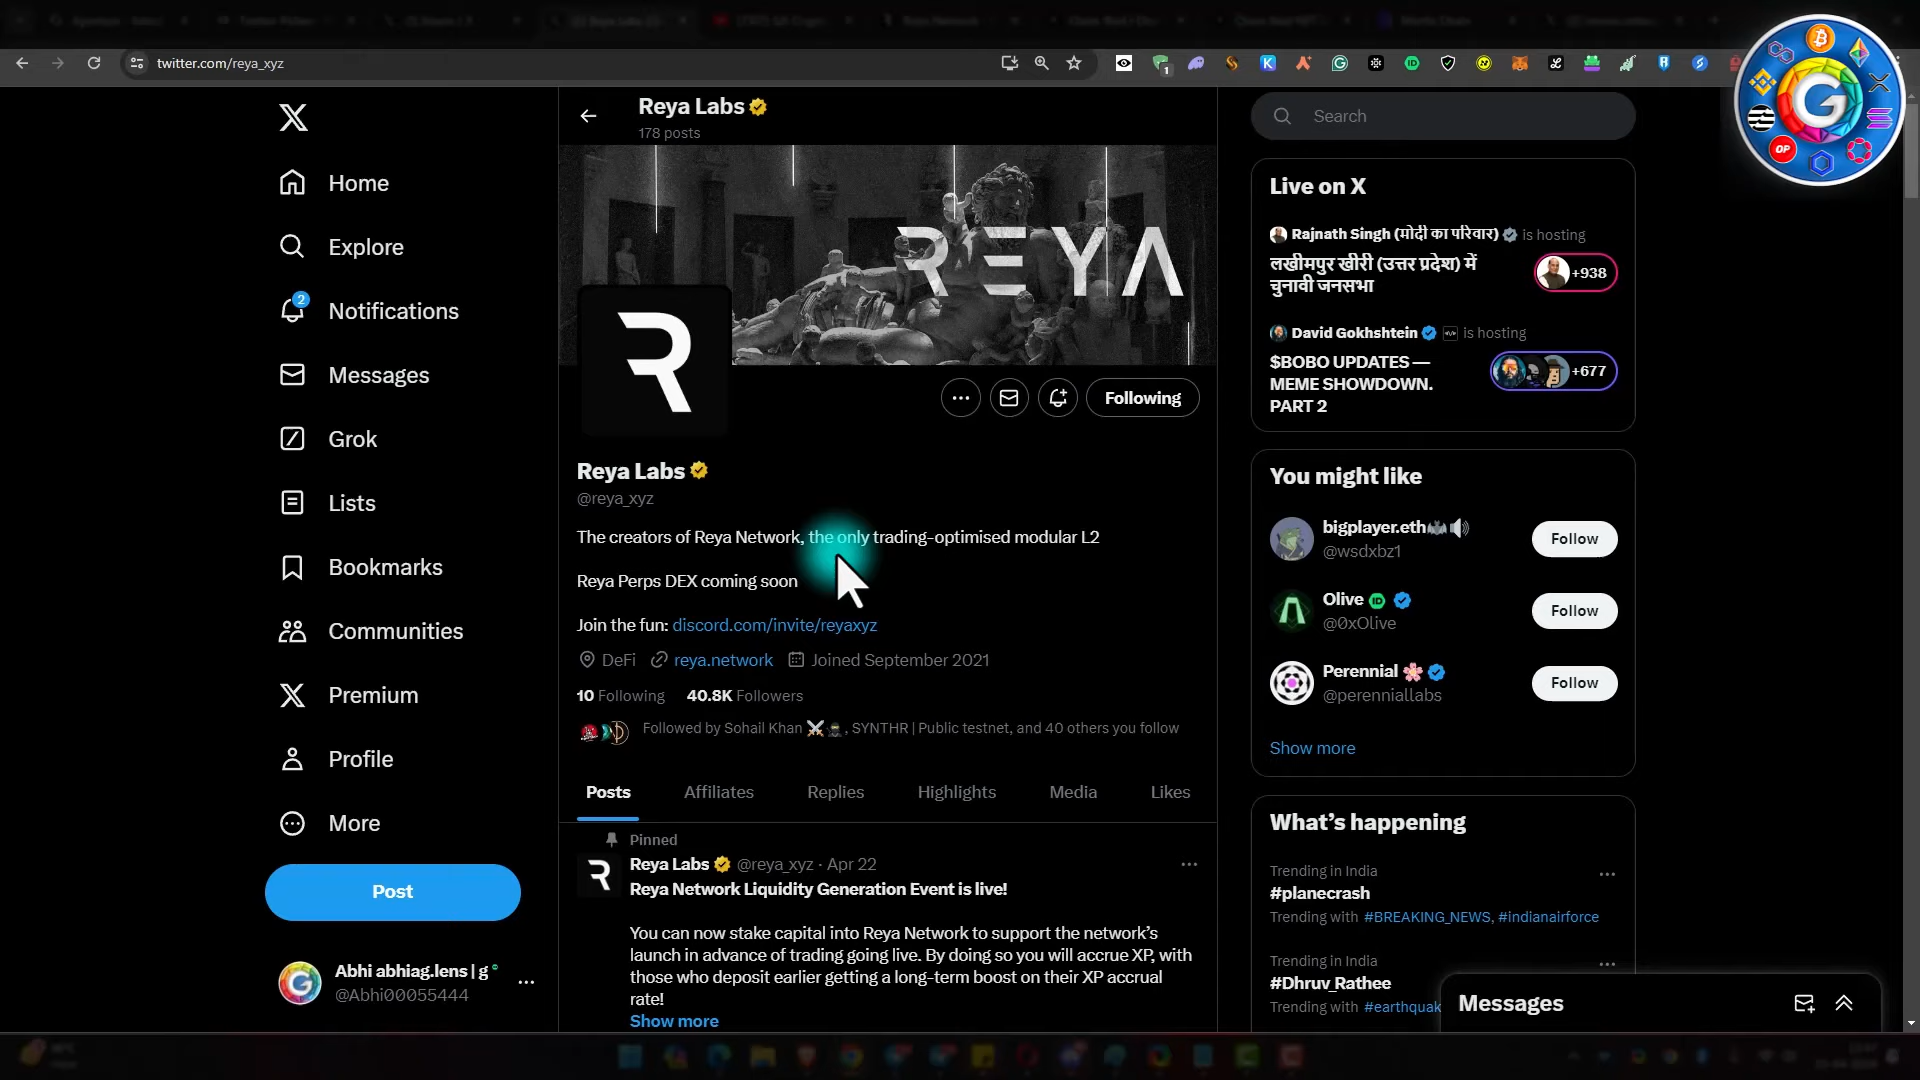 twitter.com/reya_xyz
1
Reya Labs
178 posts
REYA
R
Following
Reya Labs
@reya_xyz
The creators of Reya Network, the only trading-optimised modular L2
Reya Perps DEX coming soon
Join the fun: discord.com/invite/reyaxyz
DeFi reya.network Joined September 2021
10 Following 40.8K Followers
Followed by Sohail Khan, SYNTHR | Public testnet, and 40 others you follow
Posts Affiliates Replies Highlights Media Likes
Pinned
Reya Labs @reya_xyz · Apr 22
Reya Network Liquidity Generation Event is live!
You can now stake capital into Reya Network to support the network's
launch in advance of trading going live. By doing so you will accrue XP, with
those who deposit earlier getting a long-term boost on their XP accrual
rate!
Show more
Home
Explore
2
Notifications
Messages
Grok
Lists
Bookmarks
Communities
Premium
Profile
More
Post
Abhi abhiag.lens | g
@Abhi00055444
Search
Live on X
Rajnath Singh (मोदी का परिवार) is hosting
लखीमपुर खीरी (उत्तर प्रदेश) में
चुनावी जनसभा
+938
David Gokhshtein is hosting
$BOBO UPDATES —
MEME SHOWDOWN.
PART 2
+677
You might like
bigplayer.eth
@wsdxbz1
Follow
Olive
@0xOlive
Follow
Perennial
@perenniallabs
Follow
Show more
What's happening
Trending in India
#planecrash
Trending with #BREAKING_NEWS, #indianairforce
Trending in India
#Dhruv_Rathee
Trending with #earthquak
Messages
G
OP